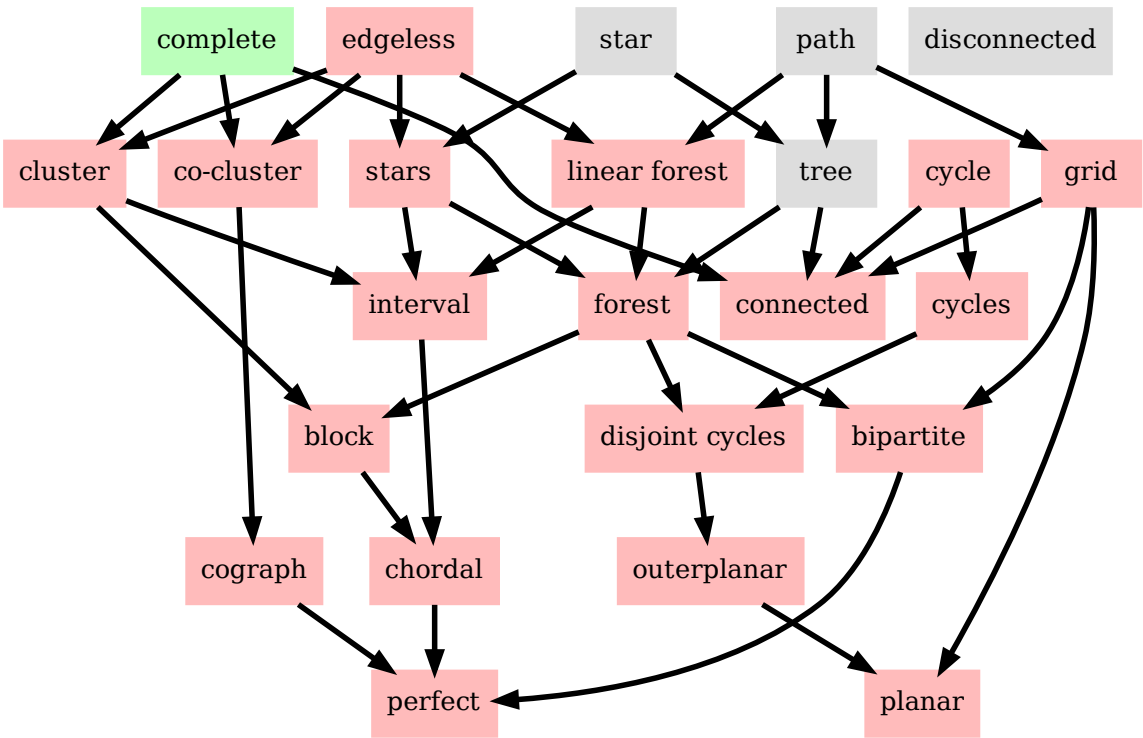 complete
edgeless
star
path
disconnected
cluster
co-cluster
stars
linear forest
tree
cycle
grid
interval
forest
connected
cycles
block
disjoint cycles
bipartite
cograph
chordal
outerplanar
perfect
planar